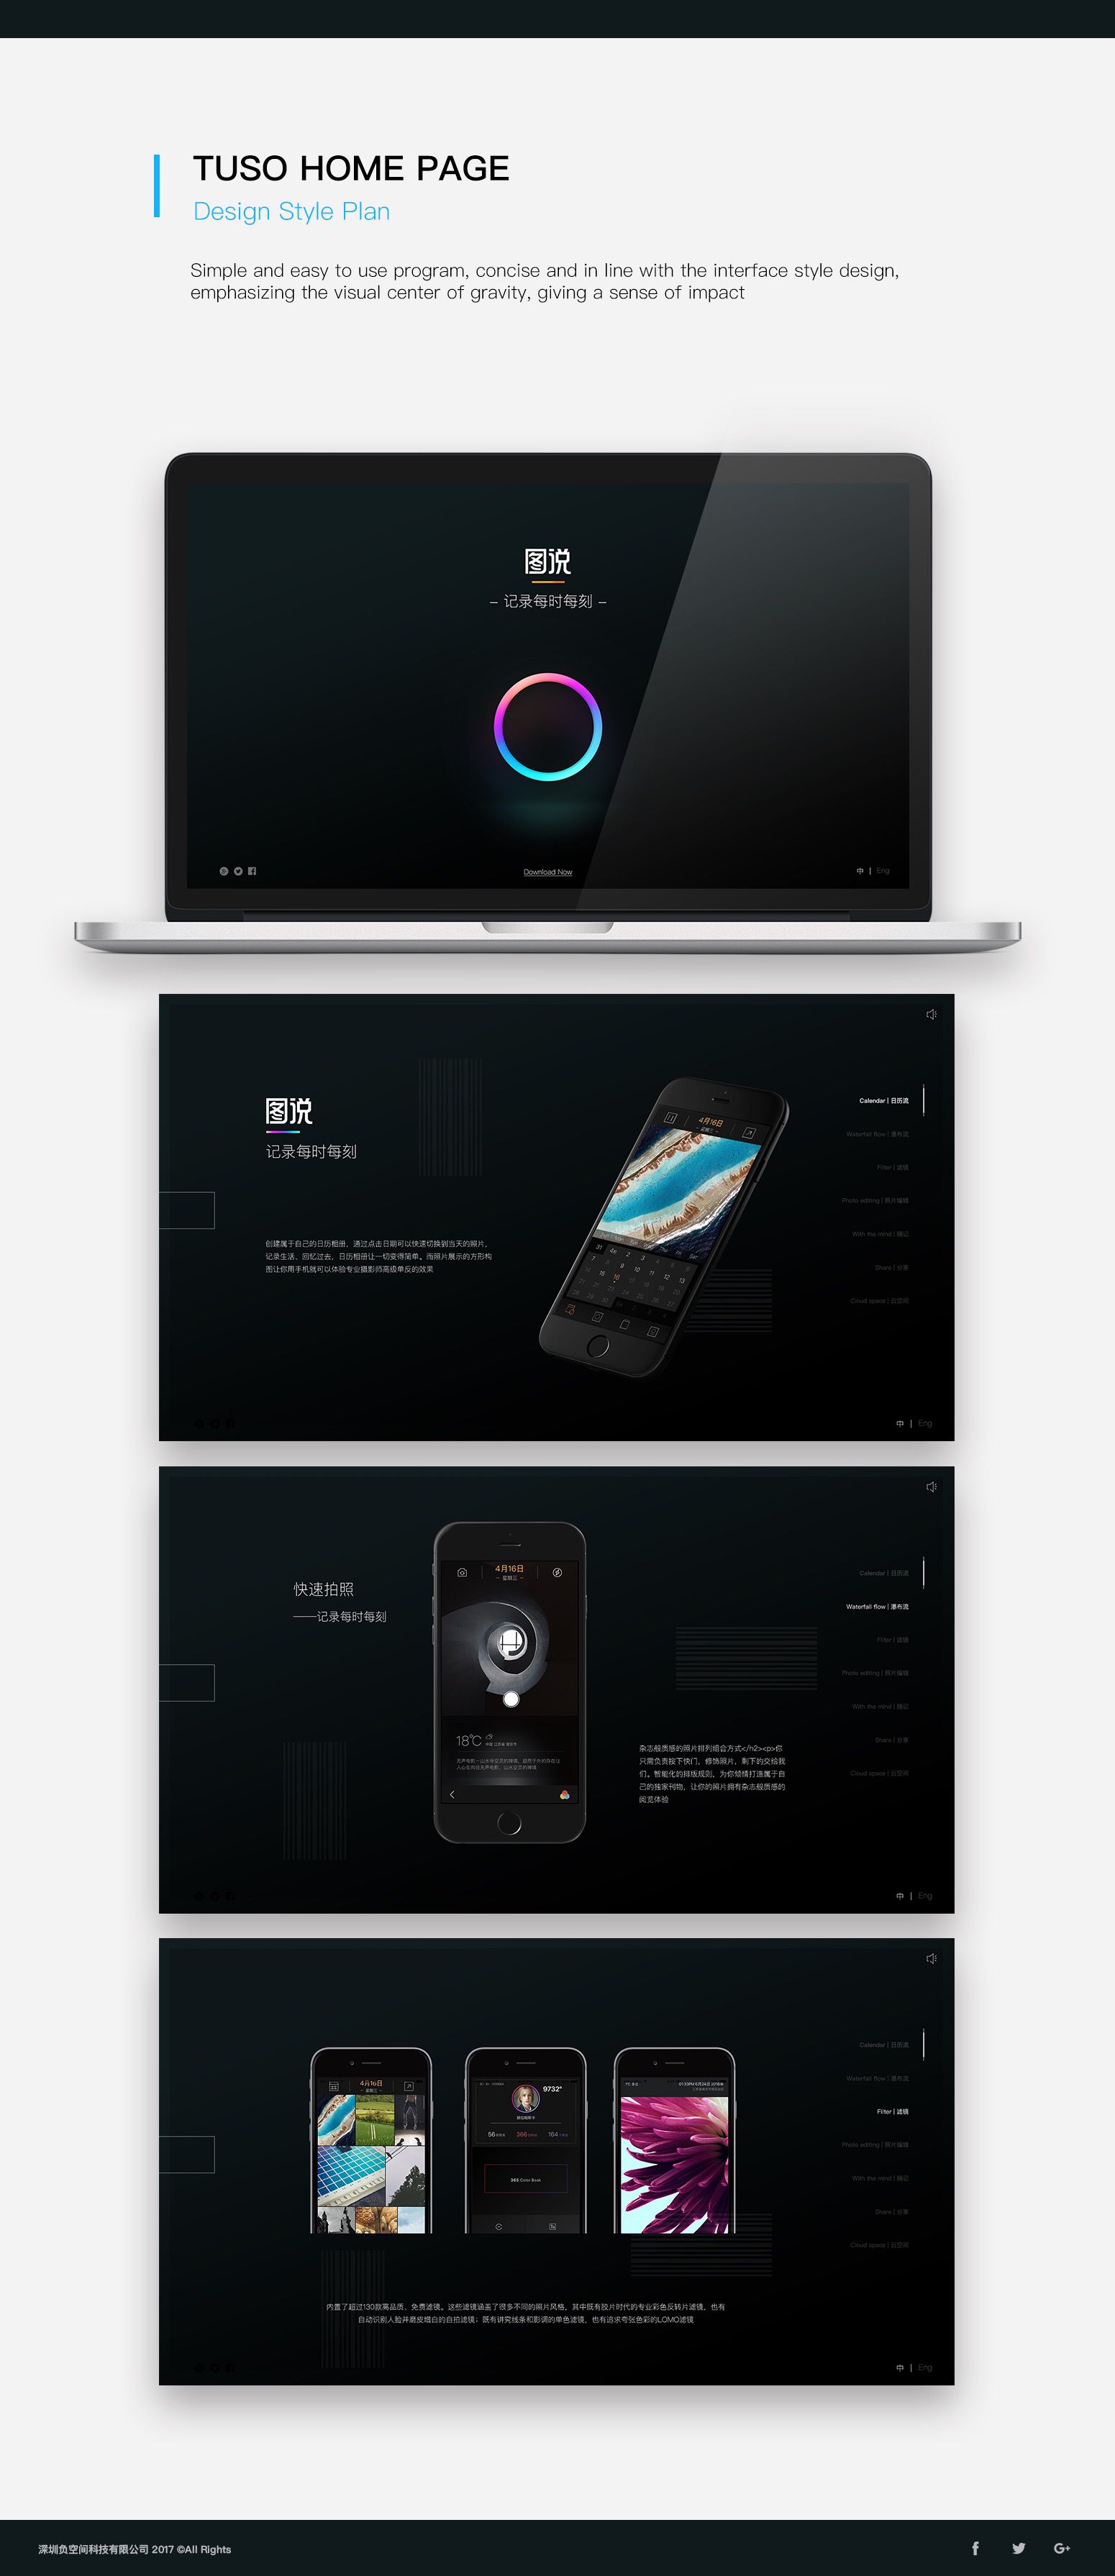 TUSO HOME PAGE
Design Style Plan
Simple and easy to use program, concise and in line with the interface style design,
emphasizing the visual center of gravity, giving a sense of impact
图说
– 记录每时每刻 –
Download Now
中 | Eng
图说
记录每时每刻
创建属于自己的日历相册，通过点击日期可以快速切换到当天的照片，
记录生活、回忆过去，日历相册让一切变得简单。而照片展示的方形构
图让你用手机就可以体验专业摄影师高级单反的效果
4月16日
– 星期三 –
Calendar | 日历流
Waterfall flow | 瀑布流
Filter | 滤镜
Photo editing | 照片编辑
With the mind | 随记
Share | 分享
Cloud space | 云空间
中 | Eng
快速拍照
——记录每时每刻
4月16日
– 星期三 –
18℃
杂志般质感的照片排列组合方式</h2><p>你
只需负责按下快门，修饰照片，剩下的交给我
们。智能化的排版规则，为你倾情打造属于自
己的独家刊物，让你的照片拥有杂志般质感的
阅览体验
Calendar | 日历流
Waterfall flow | 瀑布流
Filter | 滤镜
Photo editing | 照片编辑
With the mind | 随记
Share | 分享
Cloud space | 云空间
中 | Eng
4月16日
– 星期三 –
9732°
56
366
164
365 Color Book
Calendar | 日历流
Waterfall flow | 瀑布流
Filter | 滤镜
Photo editing | 照片编辑
With the mind | 随记
Share | 分享
Cloud space | 云空间
内置了超过130款高品质、免费滤镜。这些滤镜涵盖了很多不同的照片风格，其中既有胶片时代的专业彩色反转片滤镜，也有
自动识别人脸并磨皮增白的自拍滤镜；既有讲究线条和影调的单色滤镜，也有追求夸张色彩的LOMO滤镜
中 | Eng
深圳负空间科技有限公司 2017 ©All Rights